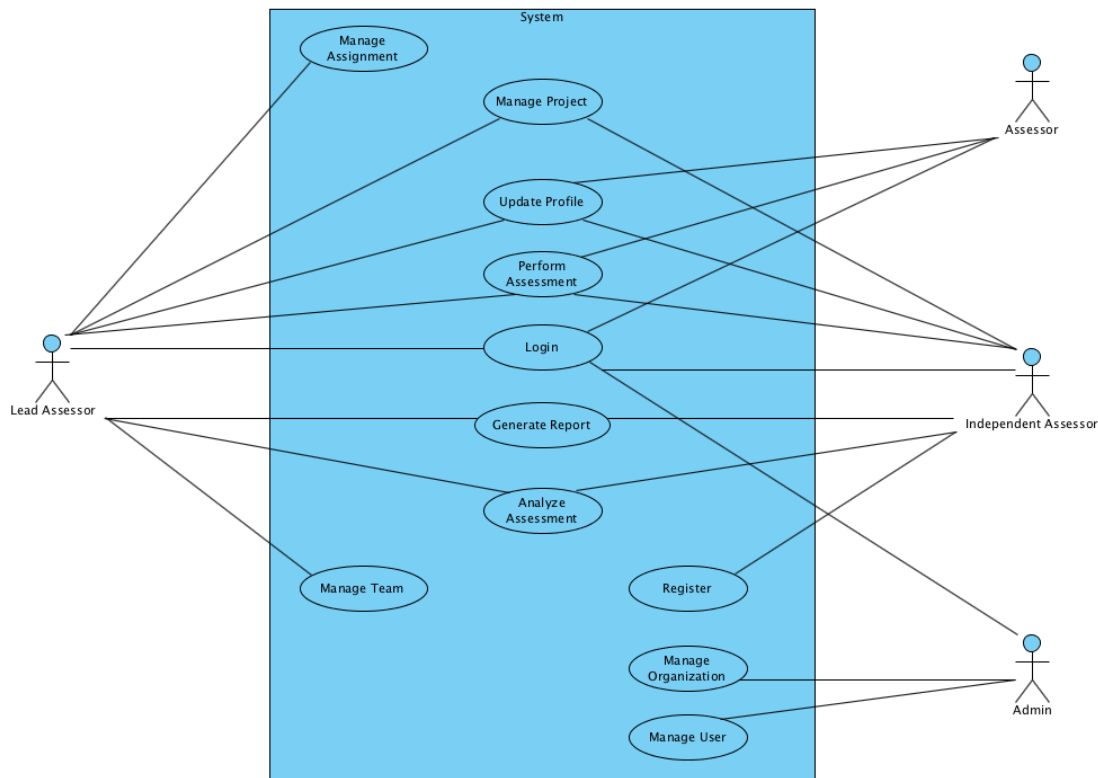 System
Manage
Assignment
Manage Project
Assessor
Update Profile
Perform
Assessment
Login
Lead Assessor
Independent Assessor
Generate Report
Analyze
Assessment
Manage Team
Register
Manage
Organization
Admin
Manage User